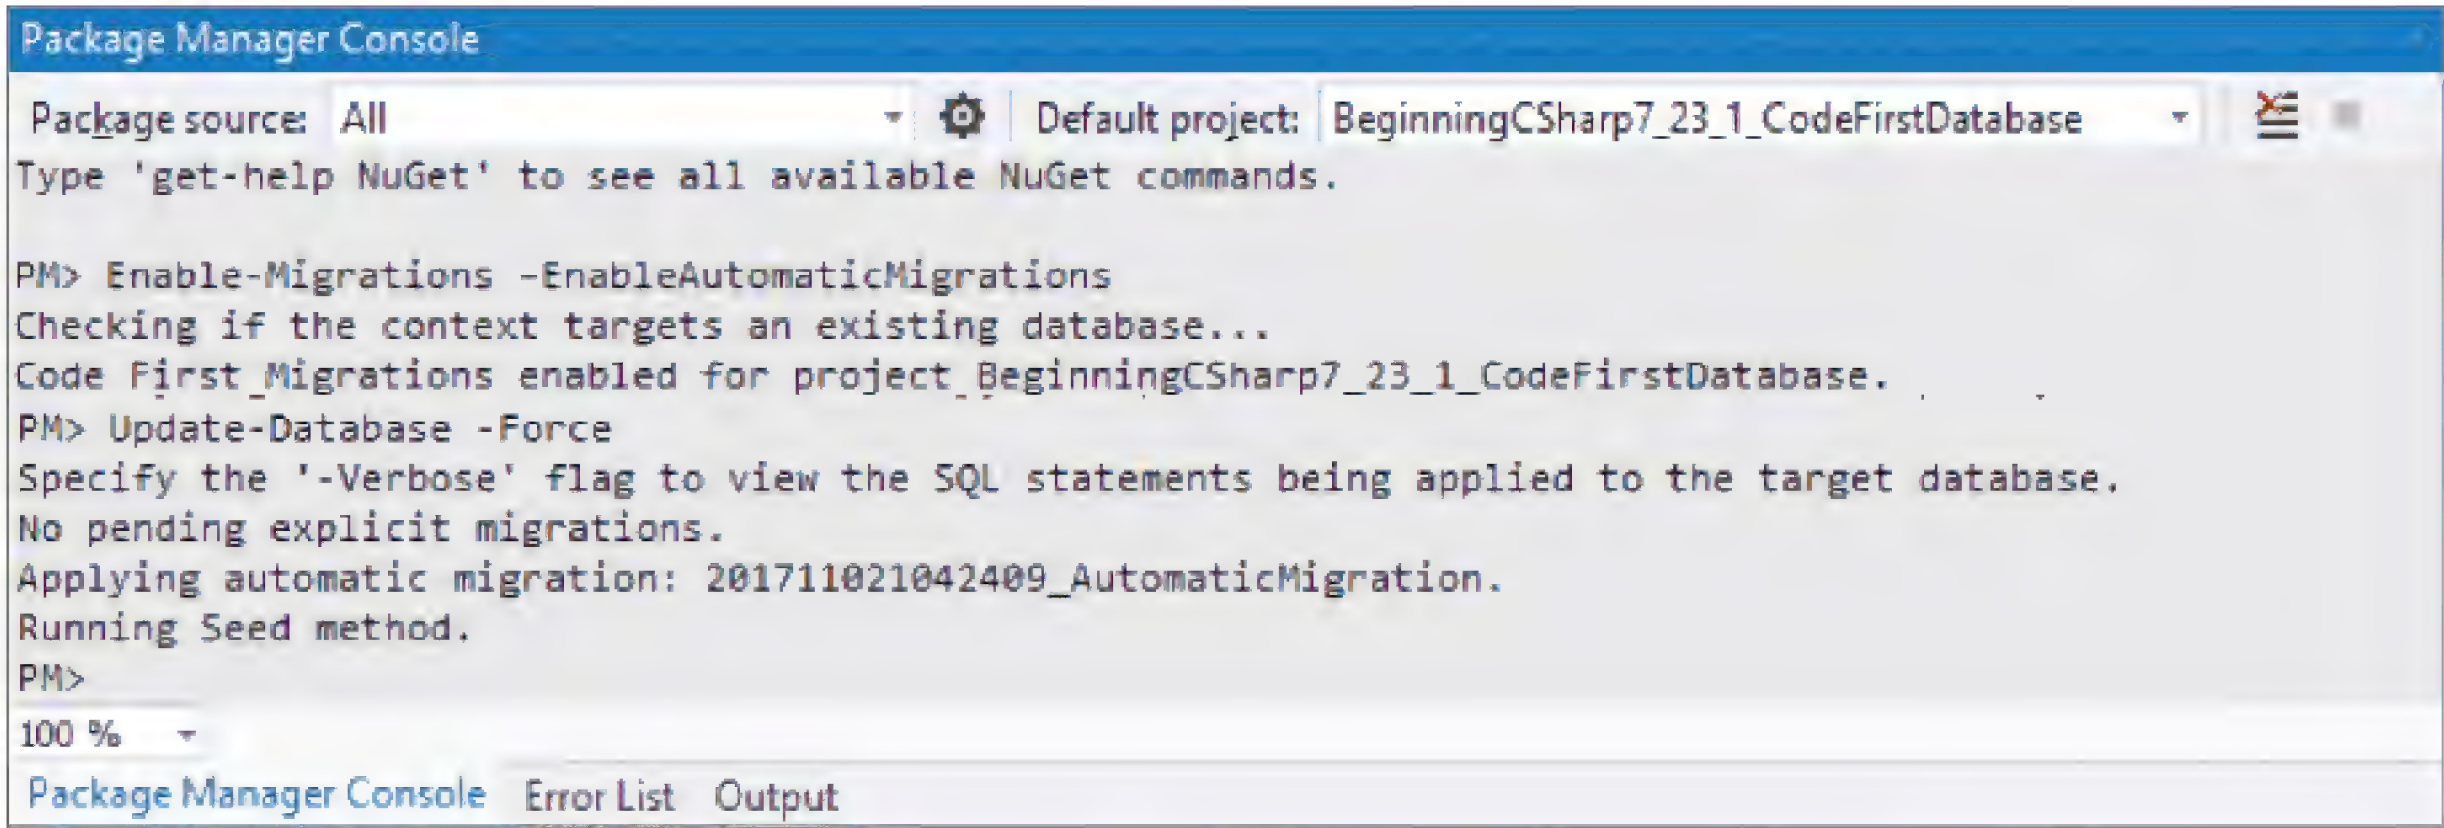 Package Manager Console
Package source: All Default project: BeginningCSharp7_23_1_CodeFirstDatabase
Type 'get-help NuGet' to see all available NuGet commands.
PM> Enable-Migrations -EnableAutomaticMigrations
Checking if the context targets an existing database...
Code First Migrations enabled for project BeginningCSharp7_23_1_CodeFirstDatabase.
PM> Update-Database -Force
Specify the '-Verbose' flag to view the SQL statements being applied to the target database.
No pending explicit migrations.
Applying automatic migration: 201711021042409_AutomaticMigration.
Running Seed method.
PM>
100 %
Package Manager Console Error List Output